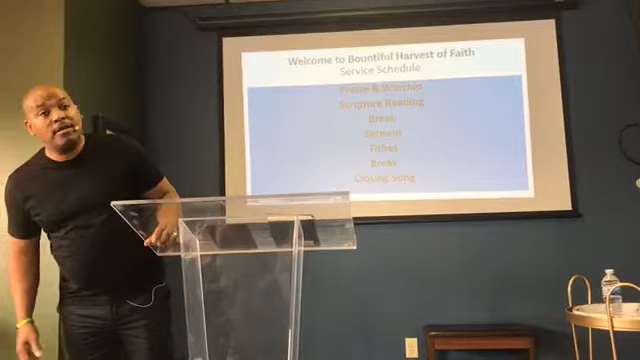 Welcome to Bountiful Harvest of Faith
Service Schedule
Praise & Worship
Scripture Reading
Break
Sermon
Tithes
Break
Closing Song